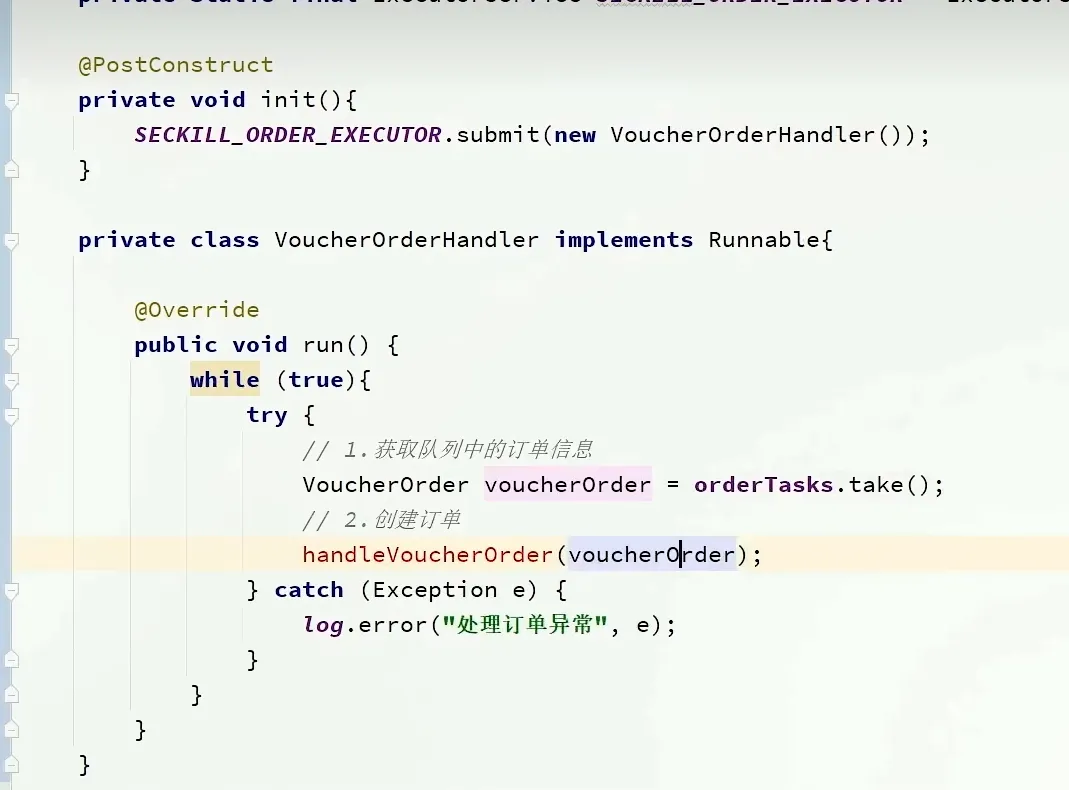 @PostConstruct
private void init(){
SECKILL_ORDER_EXECUTOR.submit(new VoucherOrderHandler());
}
private class VoucherOrderHandler implements Runnable{
@Override
public void run() {
while (true){
try {
// 1.获取队列中的订单信息
VoucherOrder voucherOrder = orderTasks.take();
// 2.创建订单
handleVoucherOrder(voucherOrder);
} catch (Exception e) {
log.error("处理订单异常", e);
}
}
}
}